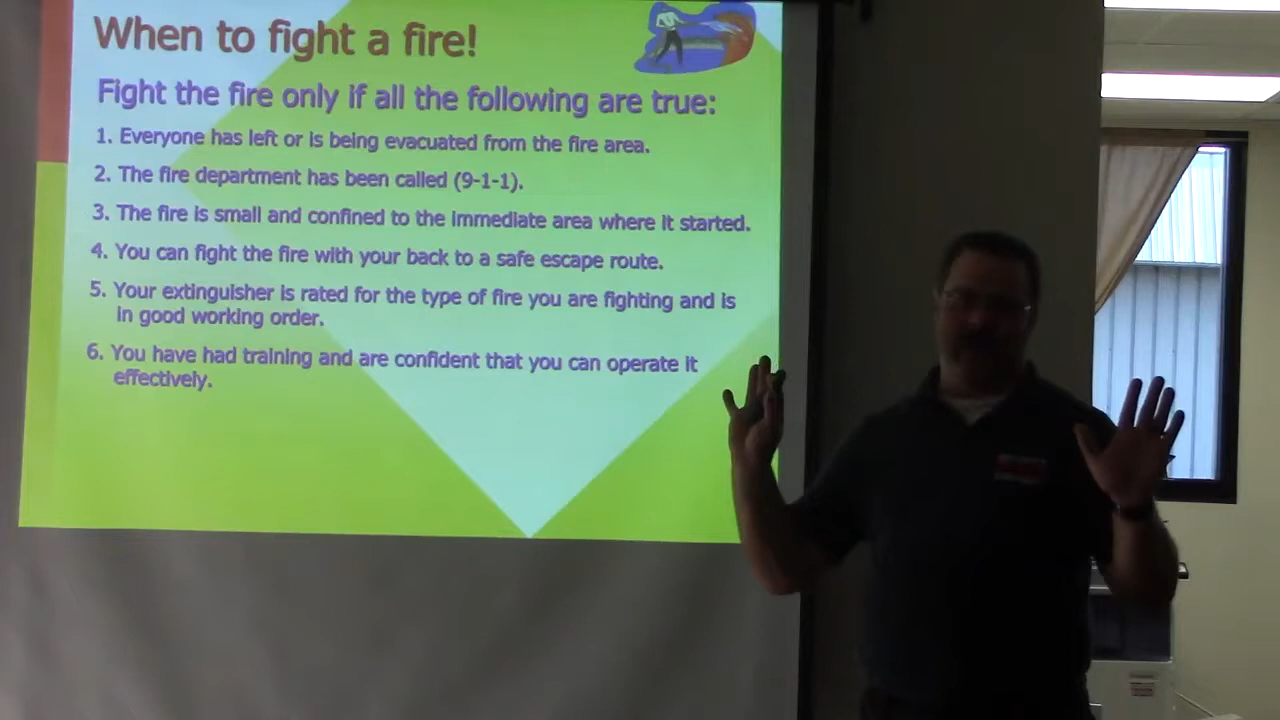 When to fight a fire!
Fight the fire only if all the following are true:
1. Everyone has left or is being evacuated from the fire area.
2. The fire department has been called (9-1-1).
3. The fire is small and confined to the immediate area where it started.
4. You can fight the fire with your back to a safe escape route.
5. Your extinguisher is rated for the type of fire you are fighting and is
in good working order.
6. You have had training and are confident that you can operate it
effectively.